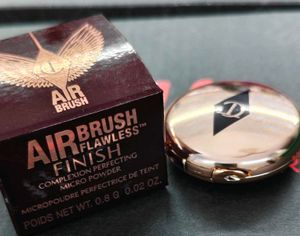 AIR
BRUSH
AIRBRUSH
FLAWLESS™
FINISH
COMPLEXION PERFECTING
MICRO POWDER
MICROPOUDRE PERFECTRICE DE TEINT
POIDS NET WT. 0.8 G 0.02 OZ.